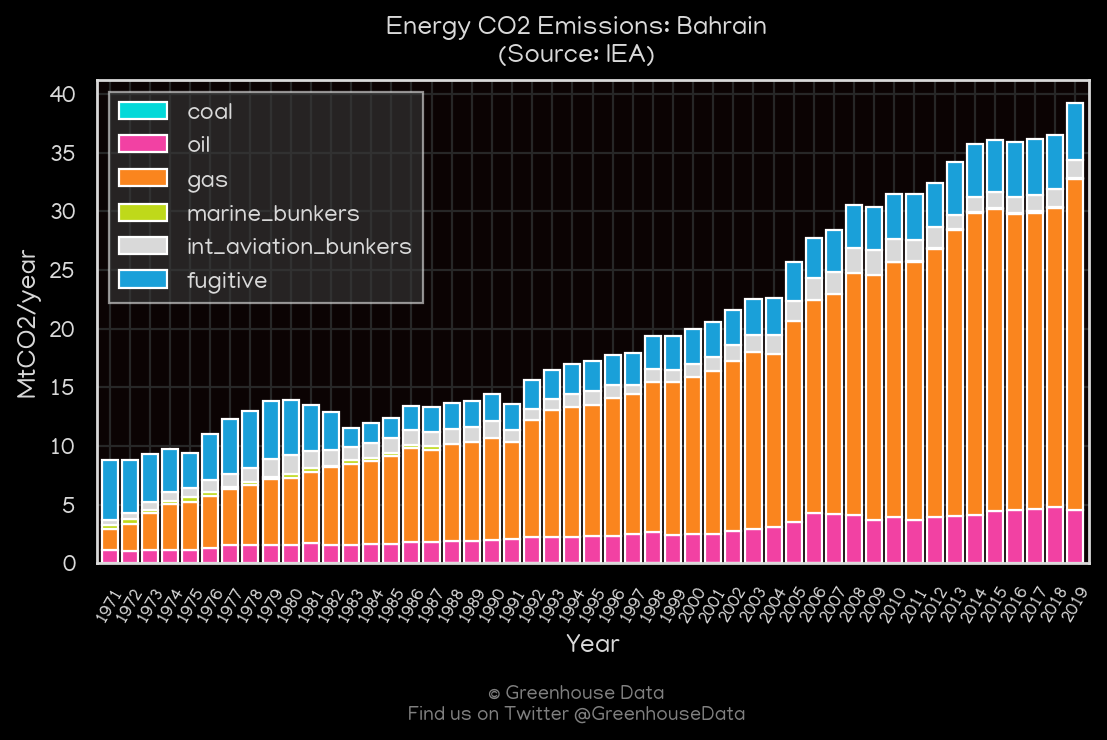 Energy CO2 Emissions: Bahrain
(Source: IEA)
coal
oil
gas
marine_bunkers
int_aviation_bunkers
fugitive
MtCO2/year
40
35
30
25
20
15
10
5
0
1971 1972 1973 1974 1975 1976 1977 1978 1979 1980 1981 1982 1983 1984 1985 1986 1987 1988 1989 1990 1991 1992 1993 1994 1995 1996 1997 1998 1999 2000 2001 2002 2003 2004 2005 2006 2007 2008 2009 2010 2011 2012 2013 2014 2015 2016 2017 2018 2019
Year
© Greenhouse Data
Find us on Twitter @GreenhouseData